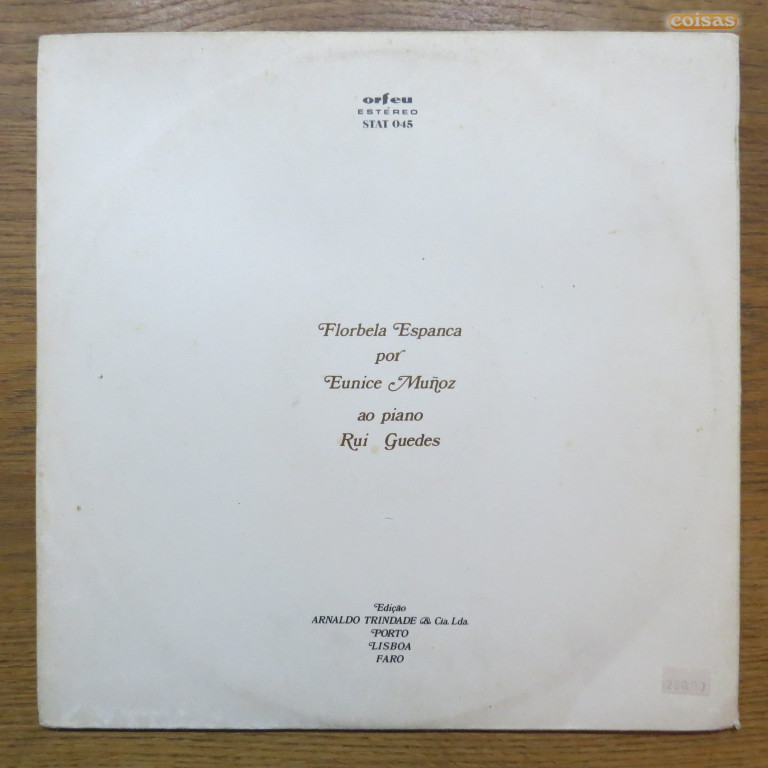 coisas
orfeu
ESTÉREO
STAT 045
Florbela Espanca
por
Eunice Muñoz
ao piano
Rui Guedes
Edição
ARNALDO TRINDADE & Cia. Lda.
PORTO
LISBOA
FARO